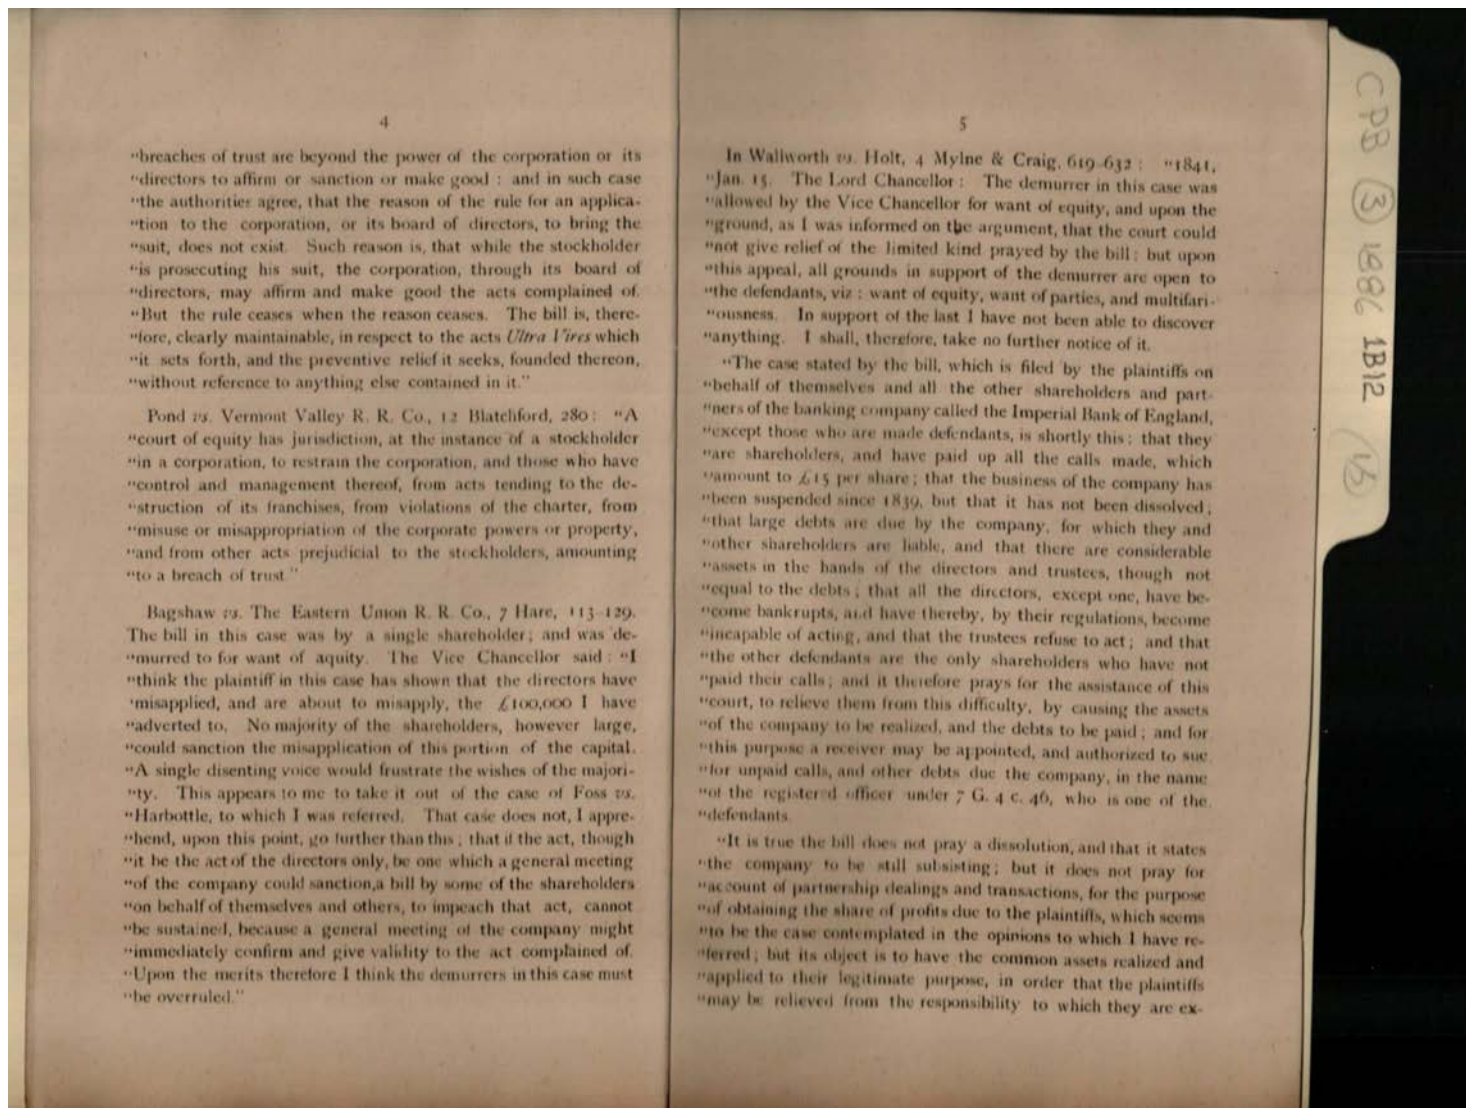 4
"breaches of trust are beyond the power of the corporation or its
"directors to affirm or sanction or make good : and in such case
"the authorities agree, that the reason of the rule for an applica-
"tion to the corporation, or its board of directors, to bring the
"suit, does not exist. Such reason is, that while the stockholder
"is prosecuting his suit, the corporation, through its board of
"directors, may affirm and make good the acts complained of.
"But the rule ceases when the reason ceases. The bill is, there-
"fore, clearly maintainable, in respect to the acts Ultra Vires which
"it sets forth, and the preventive relief it seeks, founded thereon,
"without reference to anything else contained in it."
Pond vs. Vermont Valley R. R. Co., 12 Blatchford, 280 : "A
"court of equity has jurisdiction, at the instance of a stockholder
"in a corporation, to restrain the corporation, and those who have
"control and management thereof, from acts tending to the de-
"struction of its franchises, from violations of the charter, from
"misuse or misappropriation of the corporate powers or property,
"and from other acts prejudicial to the stockholders, amounting
"to a breach of trust."
Bagshaw vs. The Eastern Union R. R. Co., 7 Hare, 113-129.
The bill in this case was by a single shareholder; and was de-
"murred to for want of aquity. The Vice Chancellor said : "I
"think the plaintiff in this case has shown that the directors have
'misapplied, and are about to misapply, the £100,000 I have
"adverted to. No majority of the shareholders, however large,
"could sanction the misapplication of this portion of the capital.
"A single disenting voice would frustrate the wishes of the majori-
"ty. This appears to me to take it out of the case of Foss vs.
"Harbottle, to which I was referred. That case does not, I appre-
"hend, upon this point, go further than this ; that if the act, though
"it be the act of the directors only, be one which a general meeting
"of the company could sanction,a bill by some of the shareholders
"on behalf of themselves and others, to impeach that act, cannot
"be sustained, because a general meeting of the company might
"immediately confirm and give validity to the act complained of.
"Upon the merits therefore I think the demurrers in this case must
"be overruled."
5
In Wallworth vs. Holt, 4 Mylne & Craig, 619-632 : "1841,
"Jan. 15. The Lord Chancellor : The demurrer in this case was
"allowed by the Vice Chancellor for want of equity, and upon the
"ground, as I was informed on the argument, that the court could
"not give relief of the limited kind prayed by the bill ; but upon
"this appeal, all grounds in support of the demurrer are open to
"the defendants, viz : want of equity, want of parties, and multifari-
"ousness. In support of the last I have not been able to discover
"anything. I shall, therefore, take no further notice of it.
"The case stated by the bill, which is filed by the plaintiffs on
"behalf of themselves and all the other shareholders and part-
"ners of the banking company called the Imperial Bank of England,
"except those who are made defendants, is shortly this ; that they
"are shareholders, and have paid up all the calls made, which
"amount to £15 per share ; that the business of the company has
"been suspended since 1839, but that it has not been dissolved ;
"that large debts are due by the company, for which they and
"other shareholders are liable, and that there are considerable
"assets in the hands of the directors and trustees, though not
"equal to the debts ; that all the directors, except one, have be-
"come bankrupts, and have thereby, by their regulations, become
"incapable of acting, and that the trustees refuse to act ; and that
"the other defendants are the only shareholders who have not
"paid their calls ; and it therefore prays for the assistance of this
"court, to relieve them from this difficulty, by causing the assets
"of the company to be realized, and the debts to be paid ; and for
"this purpose a receiver may be appointed, and authorized to sue
"for unpaid calls, and other debts due the company, in the name
"of the registered officer under 7 G. 4 c. 46, who is one of the
"defendants.
"It is true the bill does not pray a dissolution, and that it states
"the company to be still subsisting ; but it does not pray for
"account of partnership dealings and transactions, for the purpose
"of obtaining the share of profits due to the plaintiffs, which seems
"to be the case contemplated in the opinions to which I have re-
"ferred ; but its object is to have the common assets realized and
"applied to their legitimate purpose, in order that the plaintiffs
"may be relieved from the responsibility to which they are ex-
CPB 3 1886 1B12